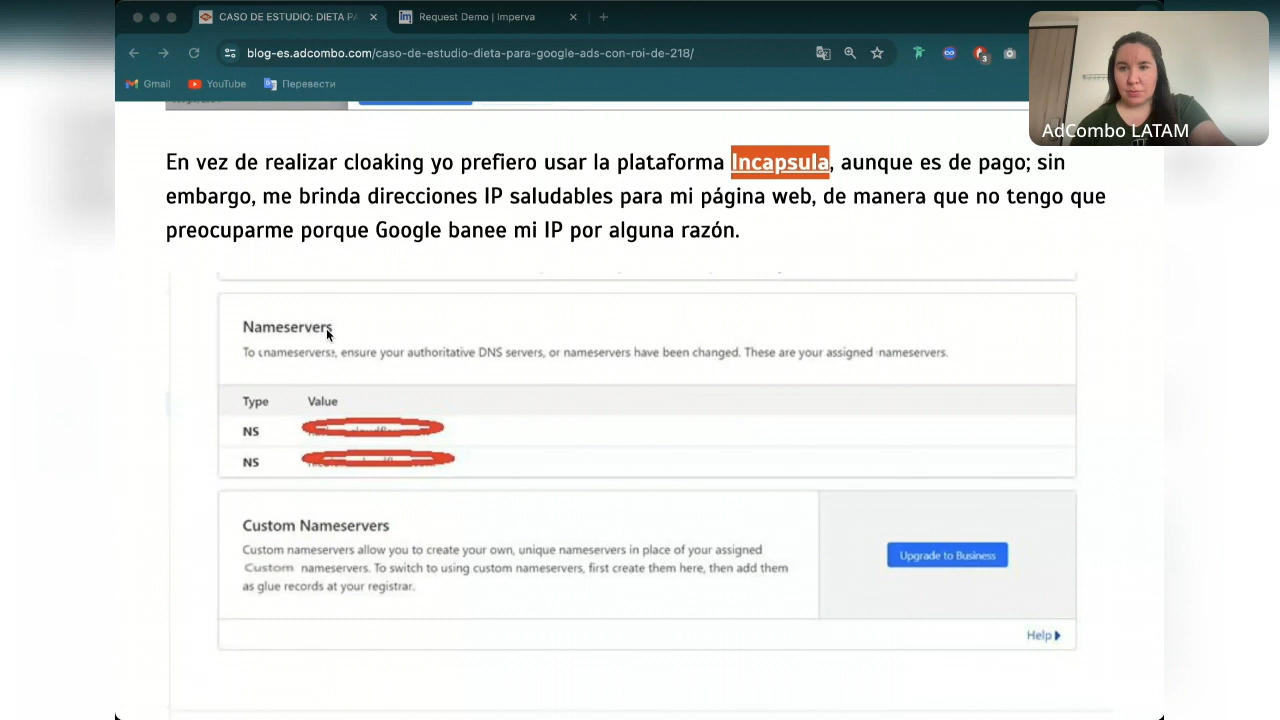 CASO DE ESTUDIO: DIETA PA
Request Demo | Imperva
blog-es.adcombo.com/caso-de-estudio-dieta-para-google-ads-con-roi-de-218/
3
Gmail
YouTube
Перевести
AdCombo LATAM
En vez de realizar cloaking yo prefiero usar la plataforma Incapsula, aunque es de pago; sin
embargo, me brinda direcciones IP saludables para mi página web, de manera que no tengo que
preocuparme porque Google banee mi IP por alguna razón.
Nameservers
To nameservers, ensure your authoritative DNS servers, or nameservers have been changed. These are your assigned nameservers.
Type Value
NS
NS
Custom Nameservers
Custom nameservers allow you to create your own, unique nameservers in place of your assigned
Custom nameservers. To switch to using custom nameservers, first create them here, then add them
as glue records at your registrar.
Upgrade to Business
Help